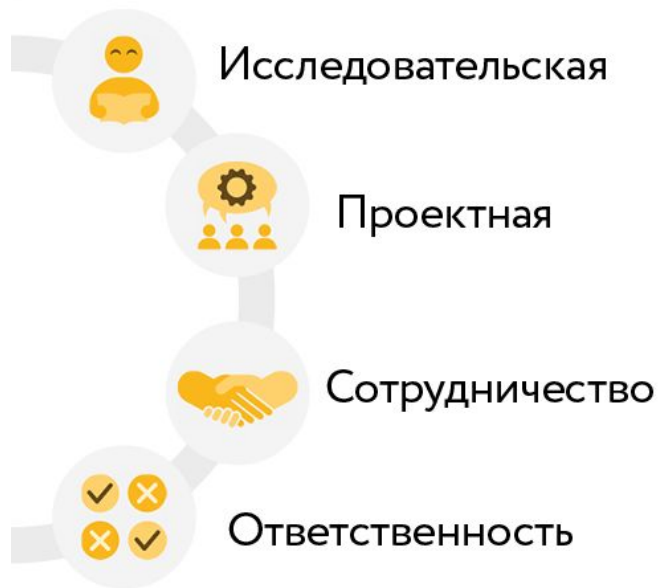 Исследовательская
Проектная
Сотрудничество
Ответственность